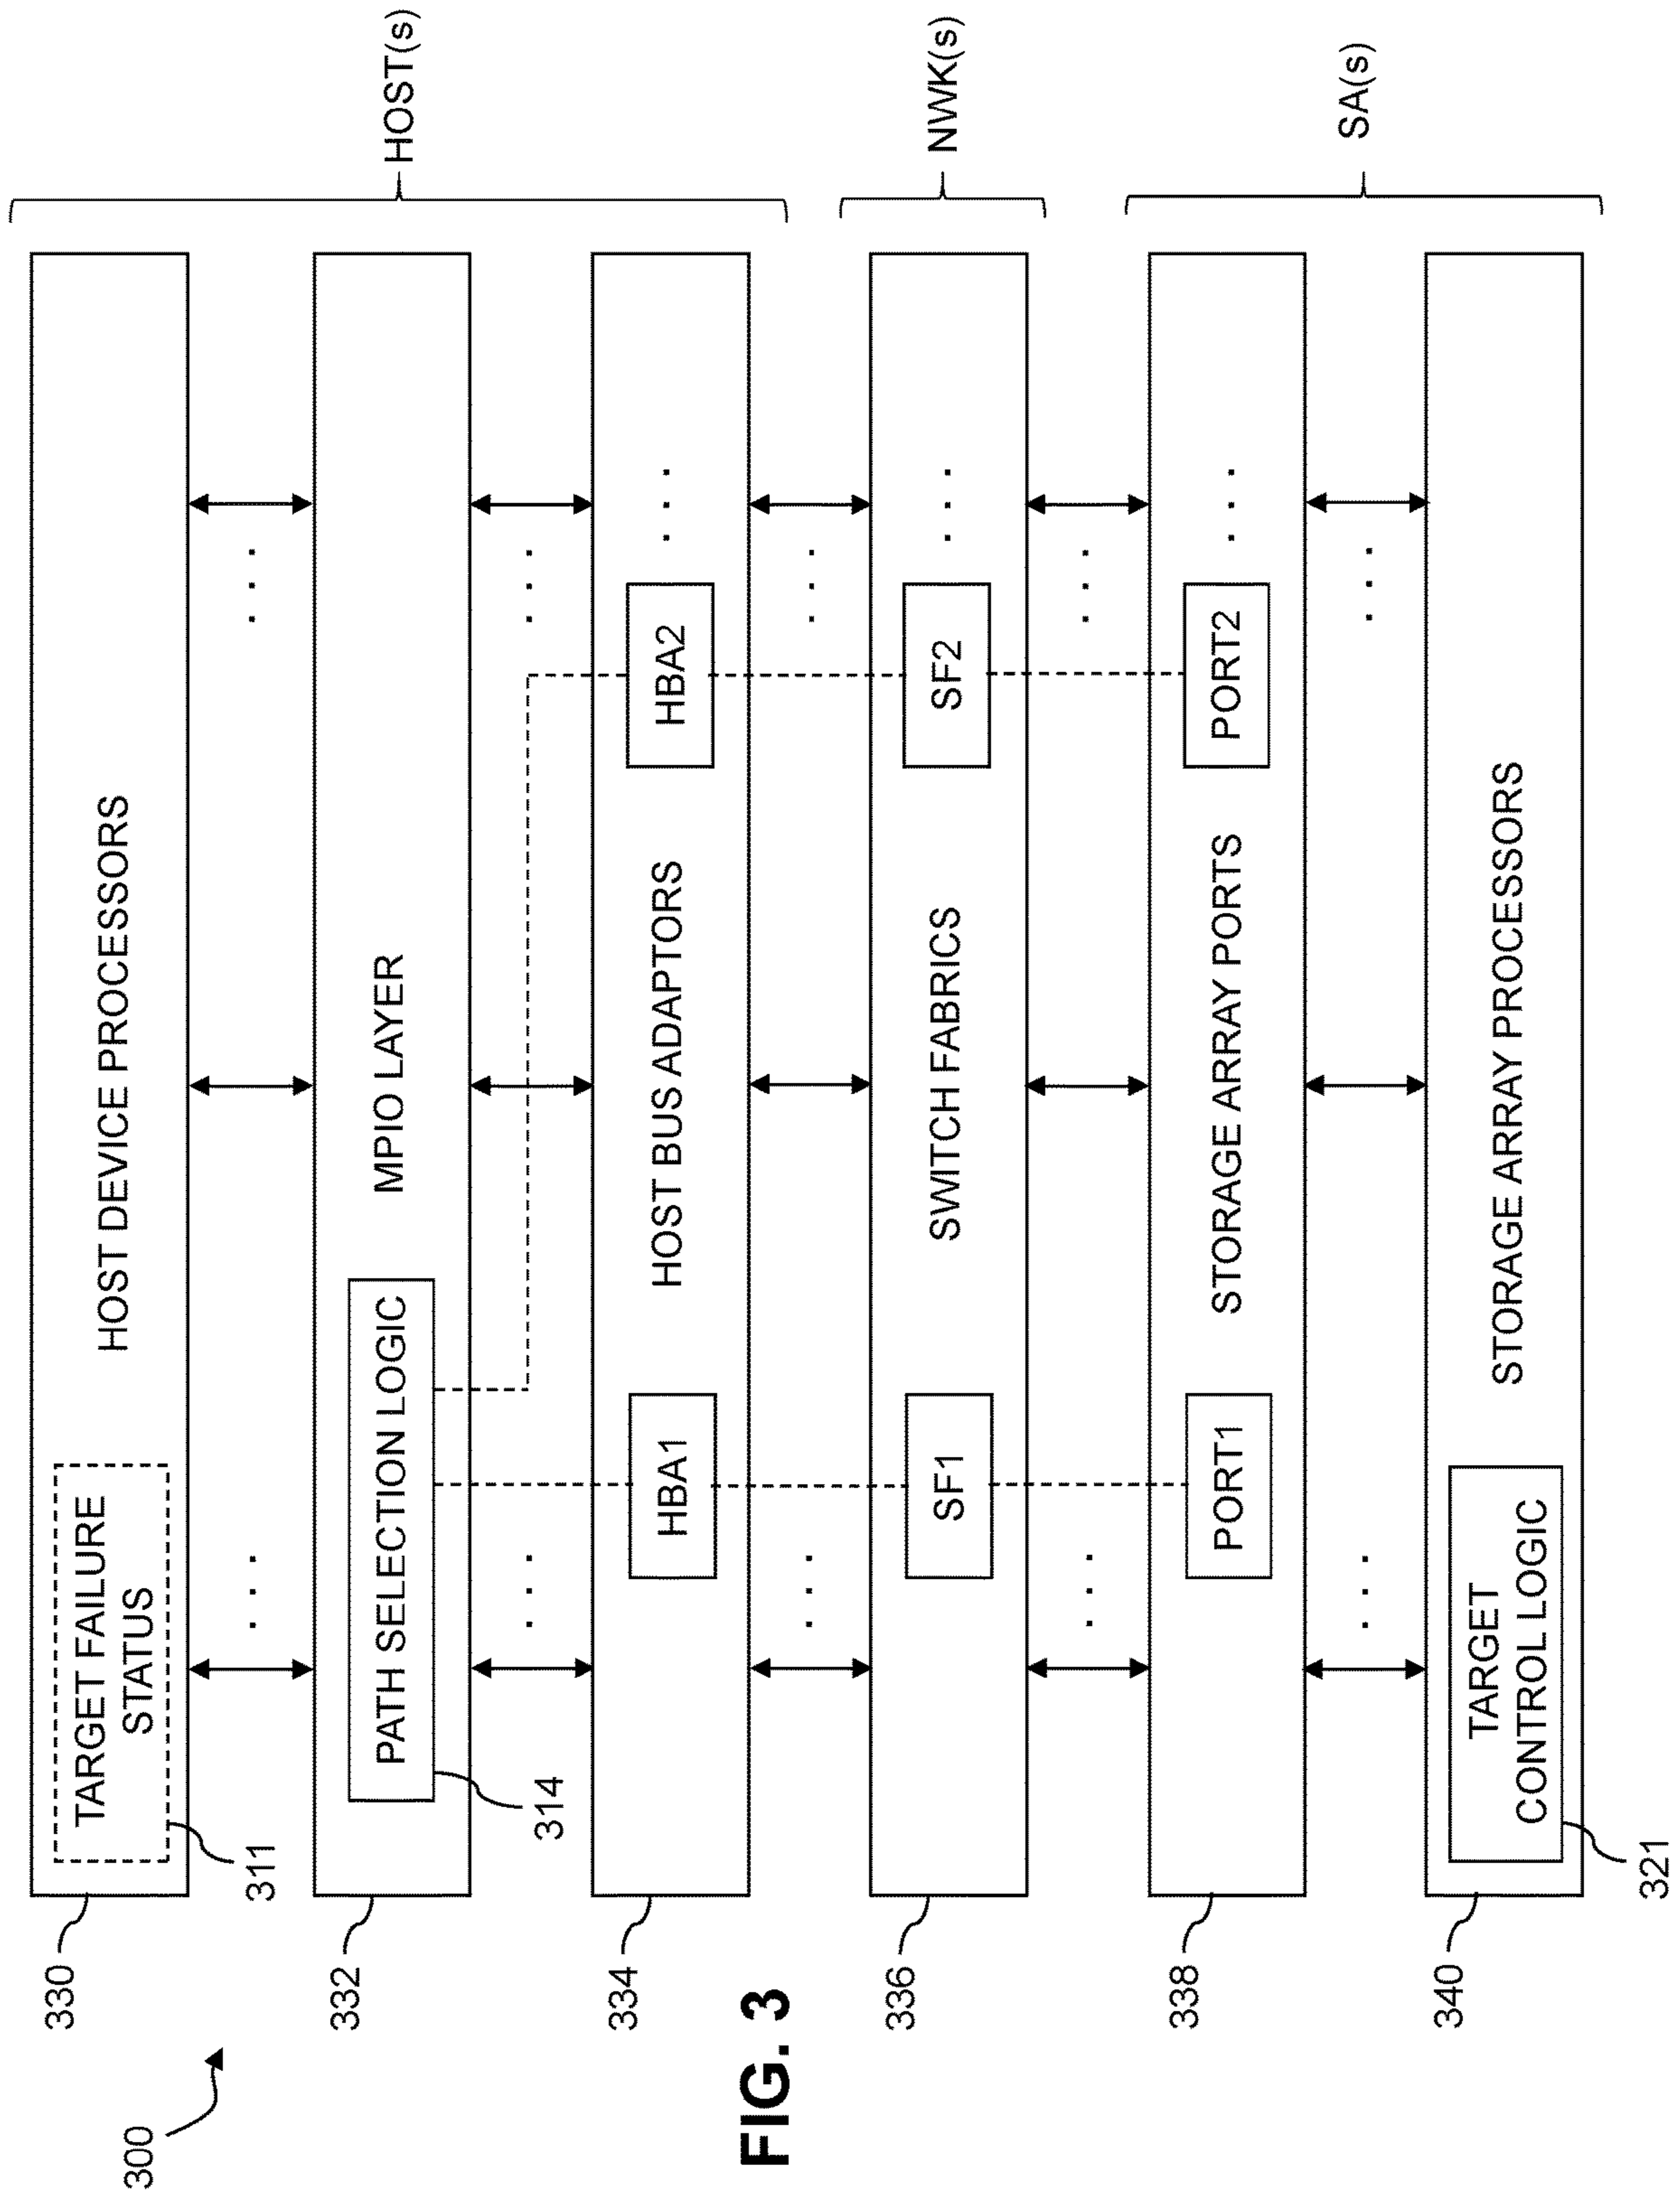 300
330
HOST DEVICE PROCESSORS
TARGET FAILURE
STATUS
311
HOST(s)
332
MPIO LAYER
PATH SELECTION LOGIC
314
334
HOST BUS ADAPTORS
HBA1
HBA2
. . .
336
SWITCH FABRICS
SF1
SF2
. . .
NWK(s)
338
STORAGE ARRAY PORTS
PORT1
PORT2
. . .
SA(s)
340
STORAGE ARRAY PROCESSORS
TARGET
CONTROL LOGIC
321
FIG. 3